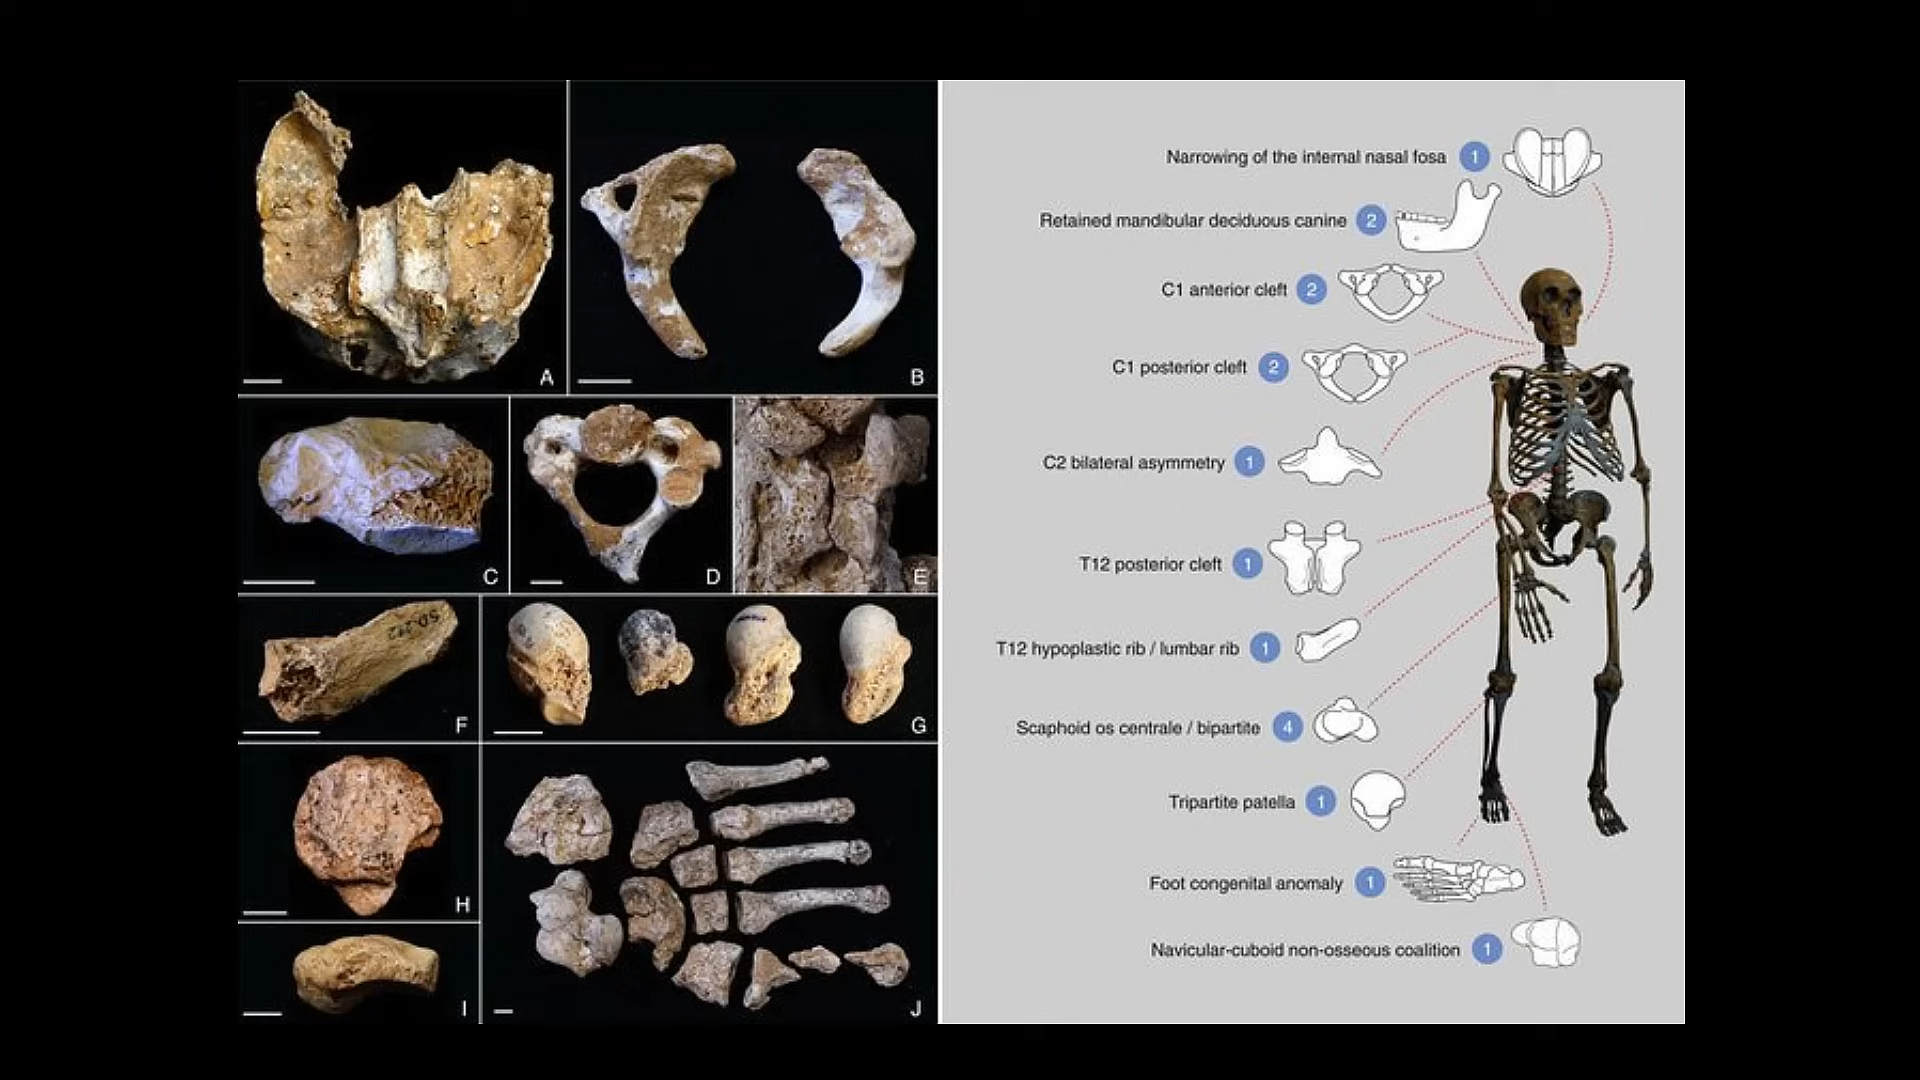 A
B
C
D
E
SD-212
F
G
H
I
J
Narrowing of the internal nasal fosa 1
Retained mandibular deciduous canine 2
C1 anterior cleft 2
C1 posterior cleft 2
C2 bilateral asymmetry 1
T12 posterior cleft 1
T12 hypoplastic rib / lumbar rib 1
Scaphoid os centrale / bipartite 4
Tripartite patella 1
Foot congenital anomaly 1
Navicular-cuboid non-osseous coalition 1